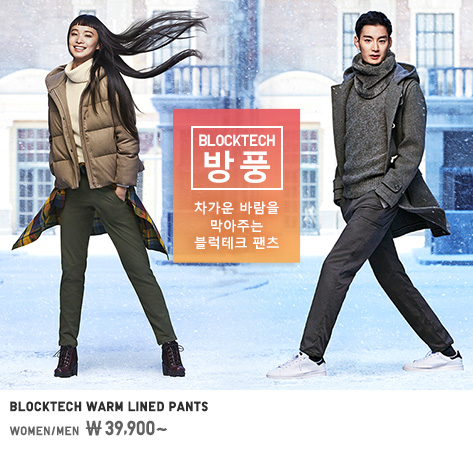 BLOCKTECH
방풍
차가운 바람을
막아주는
블럭테크 팬츠
BLOCKTECH WARM LINED PANTS
WOMEN/MEN ₩39,900~